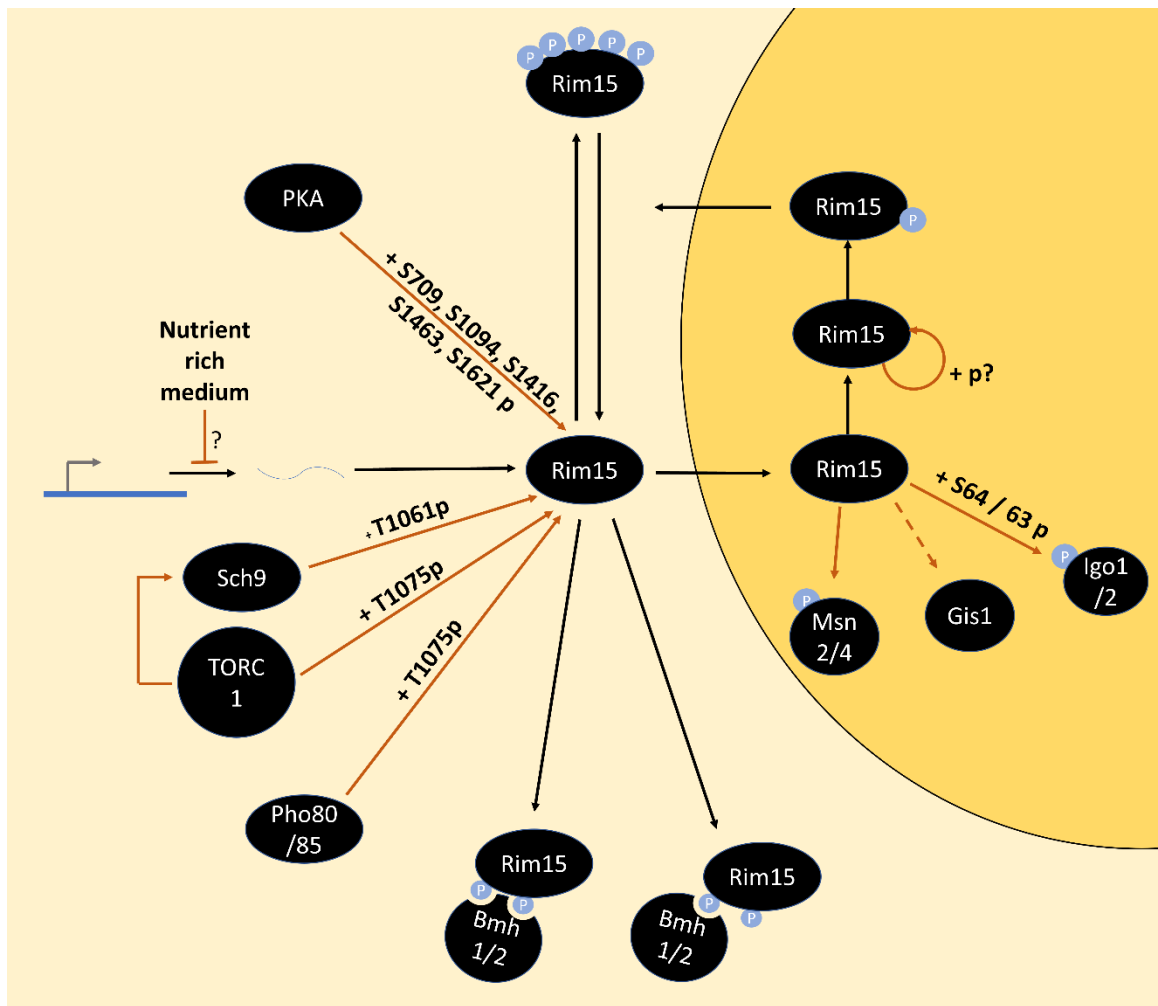 P P P P P
Rim15
PKA
Rim15
P
+ S709, S1094, S1416,
S1463, S1621 p
Nutrient
rich
medium
?
Rim15
+ p?
Rim15
Rim15
+ S64 / 63 p
+T1061p
Sch9
+ T1075p
P
Igo1
/2
P
Msn
2/4
Gis1
TORC
1
+ T1075p
Pho80
/85
Rim15
P P
Bmh
1/2
Rim15
P P
Bmh
1/2